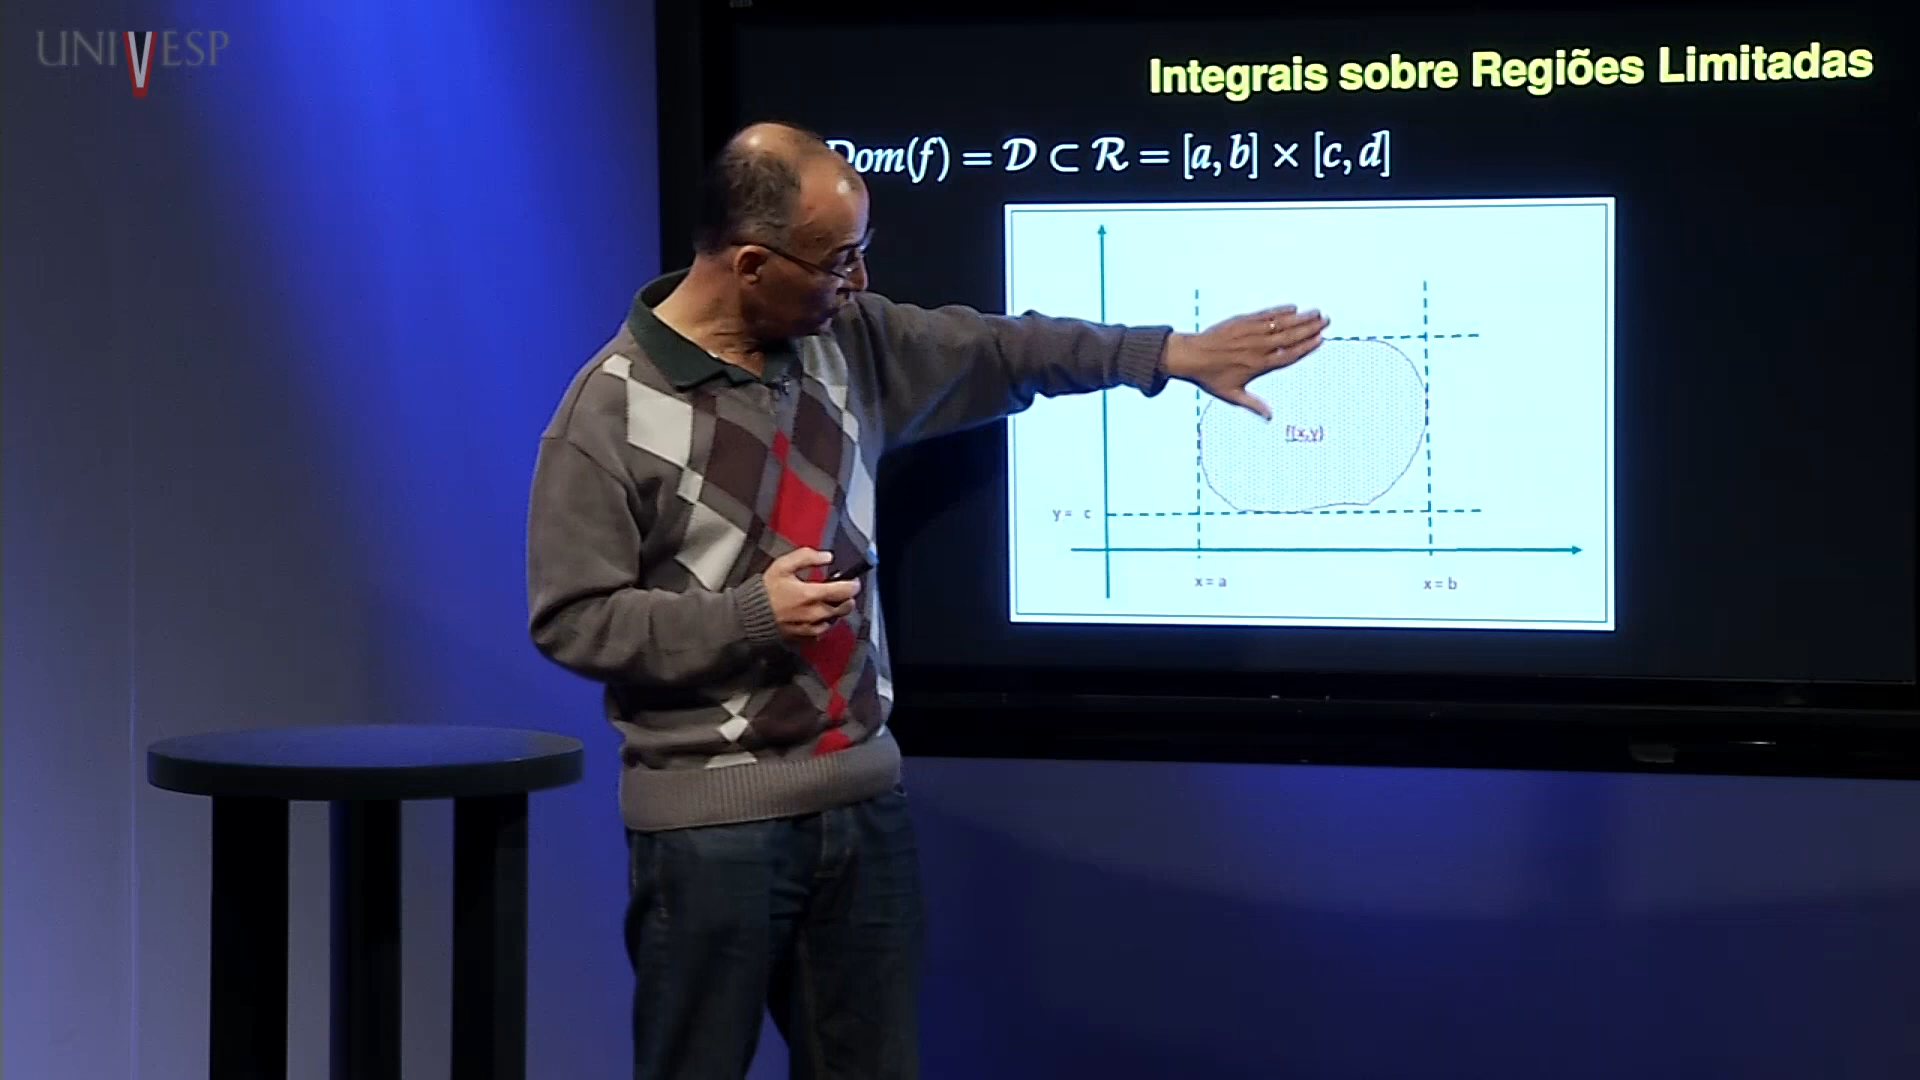 UNIVESP
Integrais sobre Regiões Limitadas
Dom(f) = D ⊂ R = [a, b] × [c, d]
f(x,y)
y = c
x = a
x = b